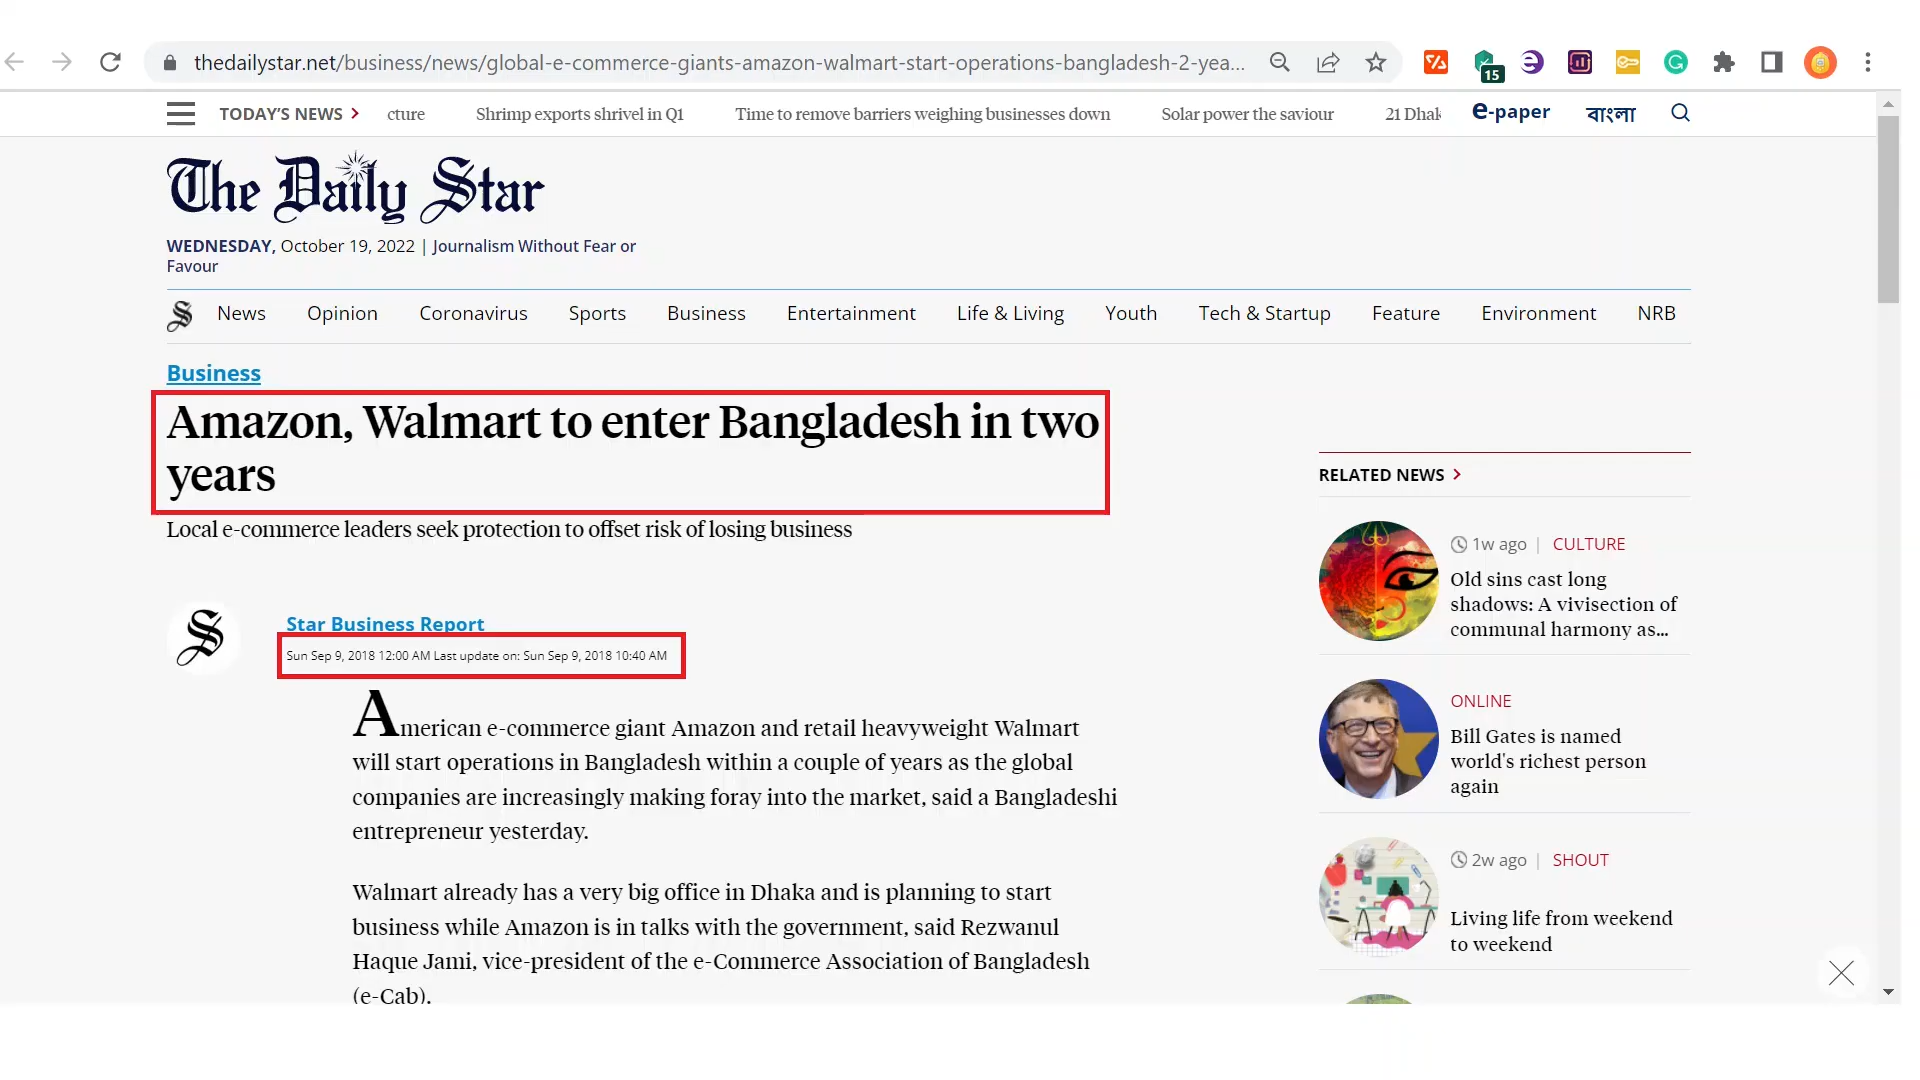 thedailystar.net/business/news/global-e-commerce-giants-amazon-walmart-start-operations-bangladesh-2-yea...
15
TODAY'S NEWS
cture
Shrimp exports shrivel in Q1
Time to remove barriers weighing businesses down
Solar power the saviour
21 Dhak
e-paper
বাংলা
The Daily Star
WEDNESDAY, October 19, 2022 | Journalism Without Fear or
Favour
S News Opinion Coronavirus Sports Business Entertainment Life & Living Youth Tech & Startup Feature Environment NRB
Business
Amazon, Walmart to enter Bangladesh in two
years
Local e-commerce leaders seek protection to offset risk of losing business
S
Star Business Report
Sun Sep 9, 2018 12:00 AM Last update on: Sun Sep 9, 2018 10:40 AM
American e-commerce giant Amazon and retail heavyweight Walmart
will start operations in Bangladesh within a couple of years as the global
companies are increasingly making foray into the market, said a Bangladeshi
entrepreneur yesterday.
Walmart already has a very big office in Dhaka and is planning to start
business while Amazon is in talks with the government, said Rezwanul
Haque Jami, vice-president of the e-Commerce Association of Bangladesh
(e-Cab).
RELATED NEWS
1w ago | CULTURE
Old sins cast long
shadows: A vivisection of
communal harmony as...
ONLINE
Bill Gates is named
world's richest person
again
2w ago | SHOUT
Living life from weekend
to weekend